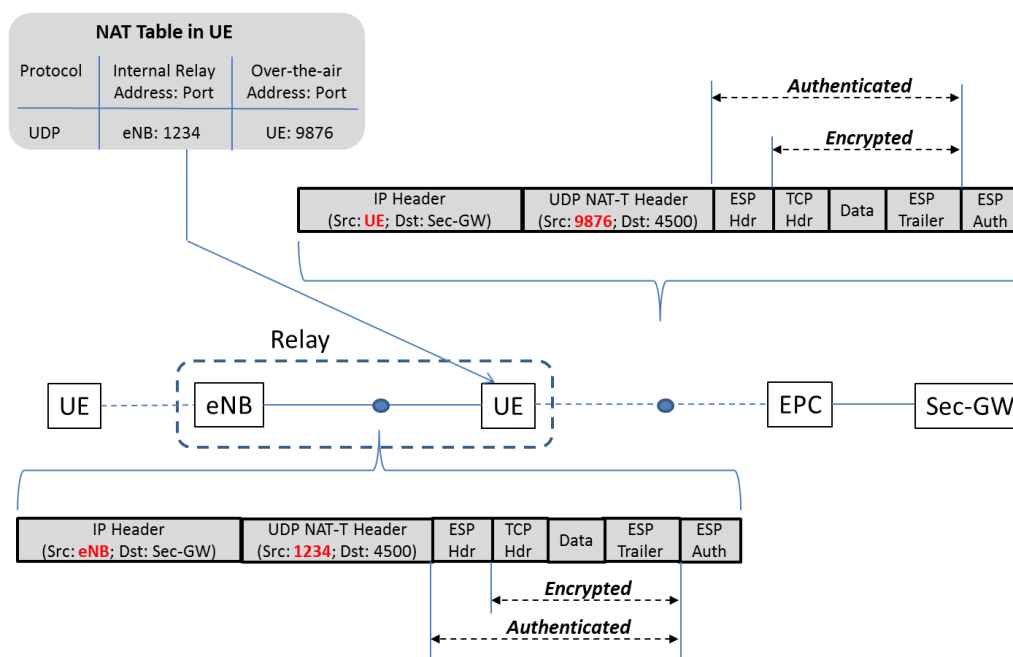 NAT Table in UE
Protocol
Internal Relay
Address: Port
Over-the-air
Address: Port
UDP
eNB: 1234
UE: 9876
Authenticated
Encrypted
IP Header
(Src: UE; Dst: Sec-GW)
UDP NAT-T Header
(Src: 9876; Dst: 4500)
ESP
Hdr
TCP
Hdr
Data
ESP
Trailer
ESP
Auth
Relay
UE
eNB
UE
EPC
Sec-GW
IP Header
(Src: eNB; Dst: Sec-GW)
UDP NAT-T Header
(Src: 1234; Dst: 4500)
ESP
Hdr
TCP
Hdr
Data
ESP
Trailer
ESP
Auth
Encrypted
Authenticated